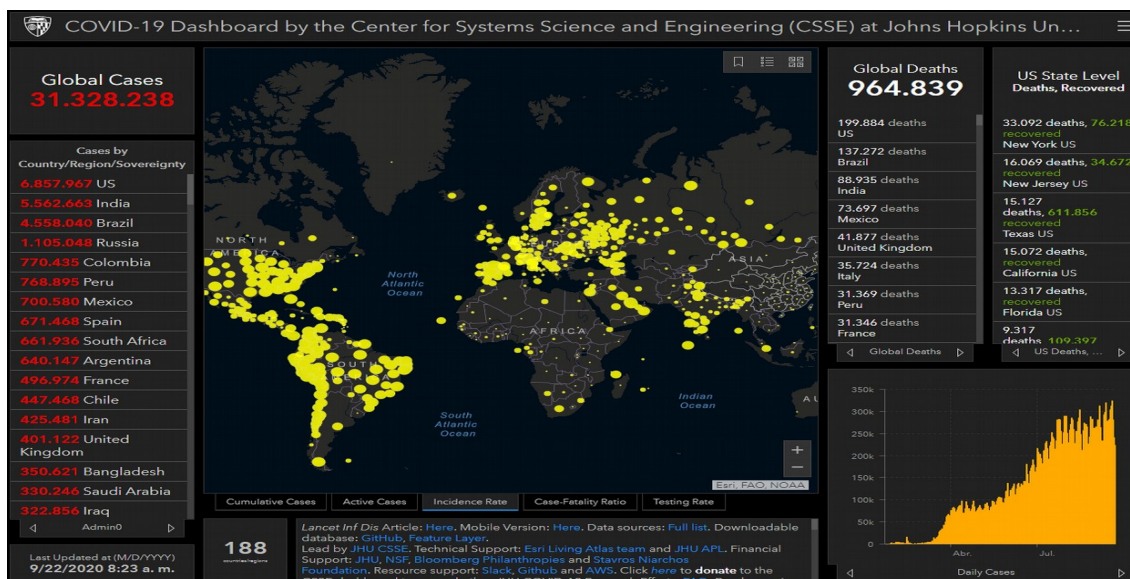 COVID-19 Dashboard by the Center for Systems Science and Engineering (CSSE) at Johns Hopkins Un...
Global Cases
31.328.238
Cases by
Country/Region/Sovereignty
6.857.967 US
5.562.663 India
4.558.040 Brazil
1.105.048 Russia
770.435 Colombia
768.895 Peru
700.580 Mexico
671.468 Spain
661.936 South Africa
640.147 Argentina
496.974 France
447.468 Chile
425.481 Iran
401.122 United
Kingdom
350.621 Bangladesh
330.246 Saudi Arabia
322.856 Iraq
Admin0
Last Updated at (M/D/YYYY)
9/22/2020 8:23 a. m.
NORTH
AMERICA
North
Atlantic
Ocean
EUROPE
ASIA
AFRICA
SOUTH
AMERICA
South
Atlantic
Ocean
Indian
Ocean
AU
Esri, FAO, NOAA
Cumulative Cases
Active Cases
Incidence Rate
Case-Fatality Ratio
Testing Rate
188
countries/regions
Lancet Inf Dis Article: Here. Mobile Version: Here. Data sources: Full list. Downloadable
database: GitHub, Feature Layer.
Lead by JHU CSSE. Technical Support: Esri Living Atlas team and JHU APL. Financial
Support: JHU, NSF, Bloomberg Philanthropies and Stavros Niarchos
Foundation. Resource support: Slack, Github and AWS. Click here to donate to the
Global Deaths
964.839
199.884 deaths
US
137.272 deaths
Brazil
88.935 deaths
India
73.697 deaths
Mexico
41.877 deaths
United Kingdom
35.724 deaths
Italy
31.369 deaths
Peru
31.346 deaths
France
Global Deaths
US State Level
Deaths, Recovered
33.092 deaths, 76.218
recovered
New York US
16.069 deaths, 34.672
recovered
New Jersey US
15.127
deaths, 611.856
recovered
Texas US
15.072 deaths,
recovered
California US
13.317 deaths,
recovered
Florida US
9.317
deaths, 109.397
US Deaths, ...
350k
300k
250k
200k
150k
100k
50k
0
Abr.
Jul.
Daily Cases